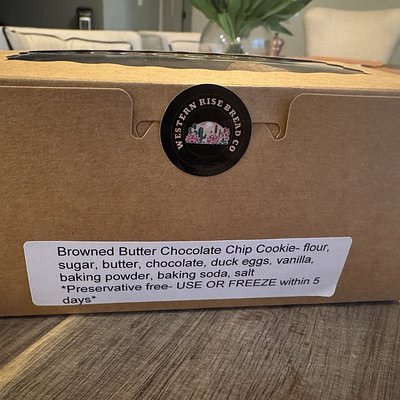 WESTERN RISE BREAD CO
Browned Butter Chocolate Chip Cookie- flour,
sugar, butter, chocolate, duck eggs, vanilla,
baking powder, baking soda, salt
*Preservative free- USE OR FREEZE within 5
days*